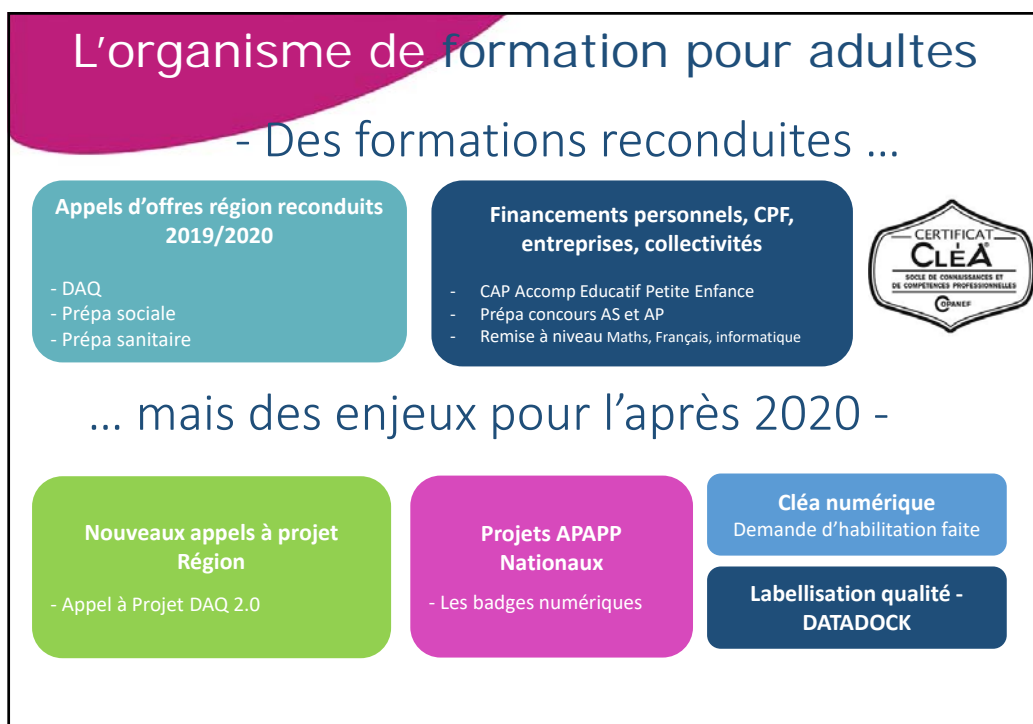 L'organisme de formation pour adultes
- Des formations reconduites ...
Appels d'offres région reconduits
2019/2020
- DAQ
- Prépa sociale
- Prépa sanitaire
Financements personnels, CPF,
entreprises, collectivités
- CAP Accomp Educatif Petite Enfance
- Prépa concours AS et AP
- Remise à niveau Maths, Français, informatique
CERTIFICAT
CLÉA
SOCLE DE CONNAISSANCES ET
DE COMPÉTENCES PROFESSIONNELLES
COPANEF
... mais des enjeux pour l'après 2020 -
Nouveaux appels à projet
Région
- Appel à Projet DAQ 2.0
Projets APAPP
Nationaux
- Les badges numériques
Cléa numérique
Demande d'habilitation faite
Labellisation qualité -
DATADOCK